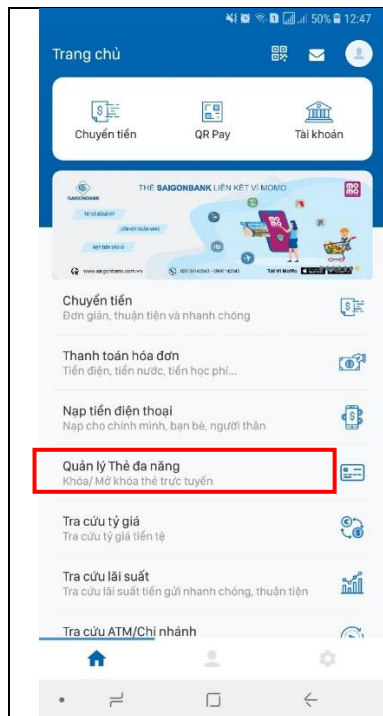 50% 12:47
Trang chủ
Chuyển tiền
QR Pay
Tài khoản
THẺ SAIGONBANK LIÊN KẾT VÍ MOMO
SAIGONBANK
www.saigonbank.com.vn
Chuyển tiền
Đơn giản, thuận tiện và nhanh chóng
Thanh toán hóa đơn
Tiền điện, tiền nước, tiền học phí...
Nạp tiền điện thoại
Nạp cho chính mình, bạn bè, người thân
Quản lý Thẻ đa năng
Khóa/ Mở khóa thẻ trực tuyến
Tra cứu tỷ giá
Tra cứu tỷ giá tiền tệ
Tra cứu lãi suất
Tra cứu lãi suất tiền gửi nhanh chóng, thuận tiện
Tra cứu ATM/Chi nhánh